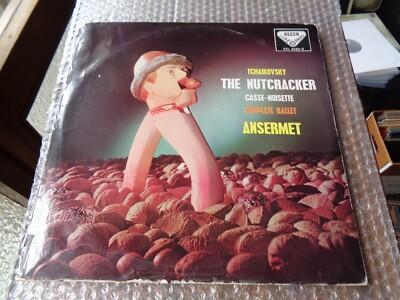 DECCA
TCHAIKOVSKY
THE NUTCRACKER
CASSE-NOISETTE
COMPLETE BALLET
ANSERMET